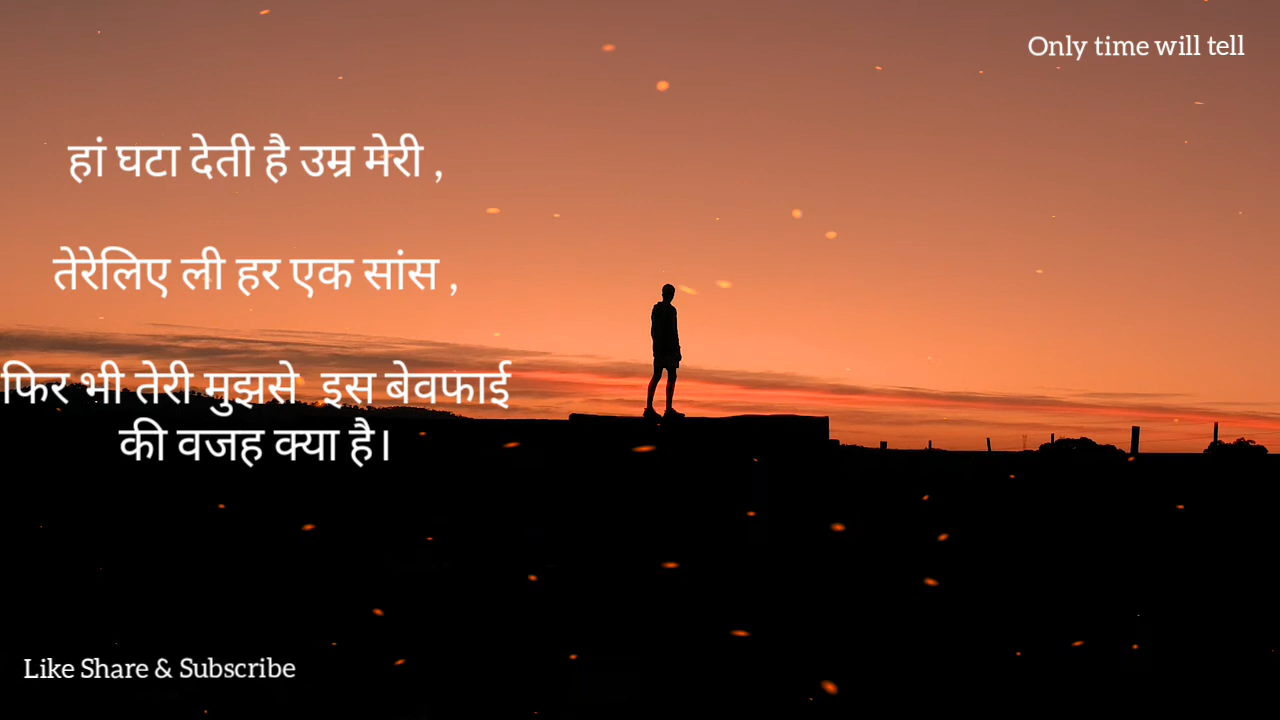 Only time will tell
हां घटा देती है उम्र मेरी ,
तेरेलिए ली हर एक सांस ,
फिर भी तेरी मुझसे  इस बेवफाई
की वजह क्या है।
Like Share & Subscribe